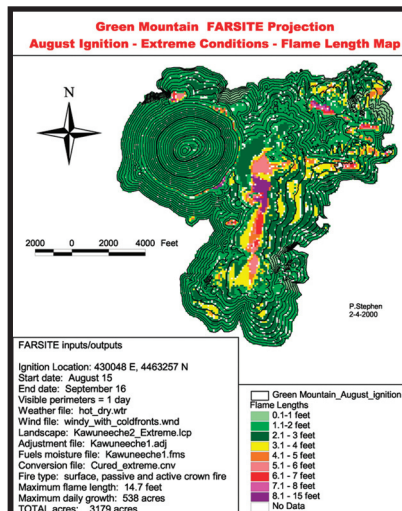 Green Mountain FARSITE Projection
August Ignition - Extreme Conditions - Flame Length Map
N
2000 0 2000 4000 Feet
P.Stephen
2-4-2000
FARSITE inputs/outputs
Ignition Location: 430048 E, 4463257 N
Start date: August 15
End date: September 16
Visible perimeters = 1 day
Weather file: hot_dry.wtr
Wind file: windy_with_coldfronts.wnd
Landscape: Kawuneechee2_Extreme.lcp
Adjustment file: Kawuneeche1.adj
Fuels moisture file: Kawuneeche1.fms
Conversion file: Cured_extreme.cnv
Fire type: surface, passive and active crown fire
Maximum flame length: 14.7 feet
Maximum daily growth: 538 acres
TOTAL acres: 3179 acres
Green Mountain_August_ignition
Flame Lengths
0.1-1 feet
1.1-2 feet
2.1 - 3 feet
3.1 - 4 feet
4.1 - 5 feet
5.1 - 6 feet
6.1 - 7 feet
7.1 - 8 feet
8.1 - 15 feet
No Data